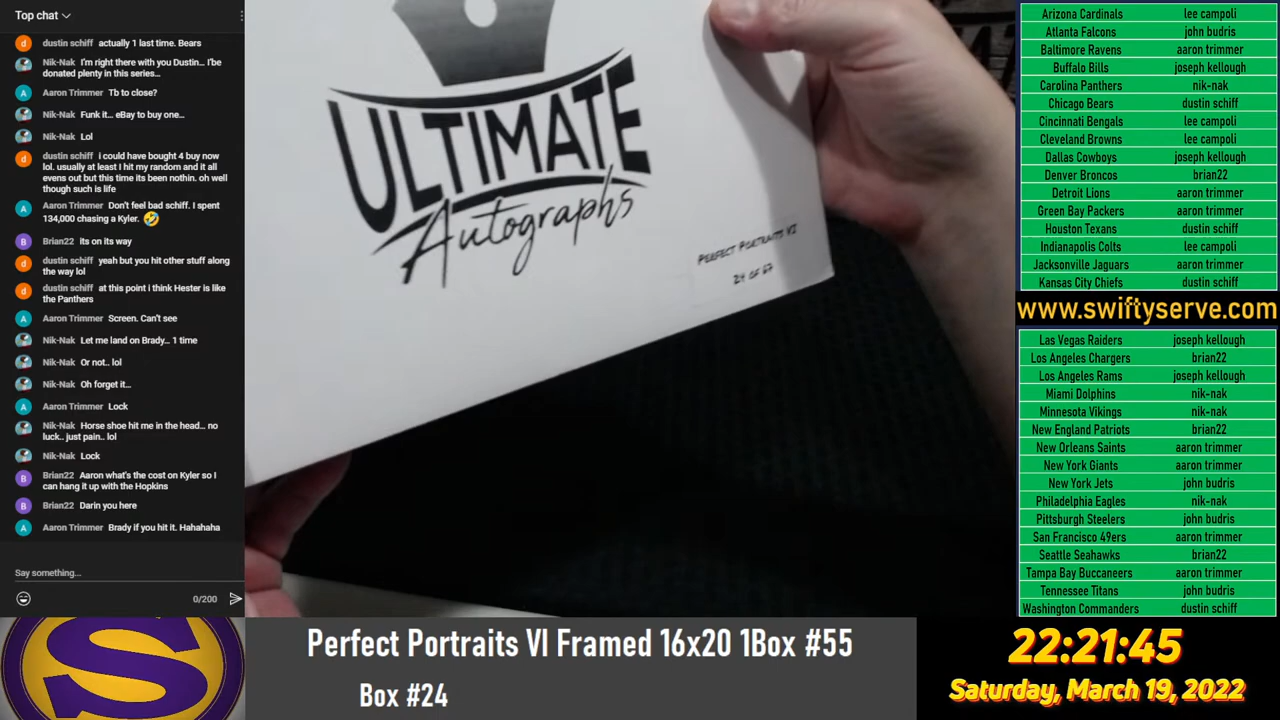 Top chat
dustin schiff actually 1 last time. Bears
Nik-Nak I'm right there with you Dustin... I'be
donated plenty in this series...
Aaron Trimmer Tb to close?
Nik-Nak Funk it... eBay to buy one...
Nik-Nak Lol
dustin schiff i could have bought 4 buy now
lol. usually at least I hit my random and it all
evens out but this time its been nothin. oh well
though such is life
Aaron Trimmer Don't feel bad schiff. I spent
134,000 chasing a Kyler. 🤣
Brian22 its on its way
dustin schiff yeah but you hit other stuff along
the way lol
dustin schiff at this point i think Hester is like
the Panthers
Aaron Trimmer Screen. Can't see
Nik-Nak Let me land on Brady... 1 time
Nik-Nak Or not.. lol
Nik-Nak Oh forget it...
Aaron Trimmer Lock
Nik-Nak Horse shoe hit me in the head... no
luck.. just pain.. lol
Nik-Nak Lock
Brian22 Aaron what's the cost on Kyler so I
can hang it up with the Hopkins
Brian22 Darin you here
Aaron Trimmer Brady if you hit it. Hahahaha
Say something...
0/200
ULTIMATE
Autographs
PERFECT PORTRAITS VI
24 OF 67
Arizona Cardinals lee campoli
Atlanta Falcons john budris
Baltimore Ravens aaron trimmer
Buffalo Bills joseph kellough
Carolina Panthers nik-nak
Chicago Bears dustin schiff
Cincinnati Bengals lee campoli
Cleveland Browns lee campoli
Dallas Cowboys joseph kellough
Denver Broncos brian22
Detroit Lions aaron trimmer
Green Bay Packers aaron trimmer
Houston Texans dustin schiff
Indianapolis Colts lee campoli
Jacksonville Jaguars aaron trimmer
Kansas City Chiefs dustin schiff
www.swiftyserve.com
Las Vegas Raiders joseph kellough
Los Angeles Chargers brian22
Los Angeles Rams joseph kellough
Miami Dolphins nik-nak
Minnesota Vikings nik-nak
New England Patriots brian22
New Orleans Saints aaron trimmer
New York Giants aaron trimmer
New York Jets john budris
Philadelphia Eagles nik-nak
Pittsburgh Steelers john budris
San Francisco 49ers aaron trimmer
Seattle Seahawks brian22
Tampa Bay Buccaneers aaron trimmer
Tennessee Titans john budris
Washington Commanders dustin schiff
S
Perfect Portraits VI Framed 16x20 1Box #55
Box #24
22:21:45
Saturday, March 19, 2022